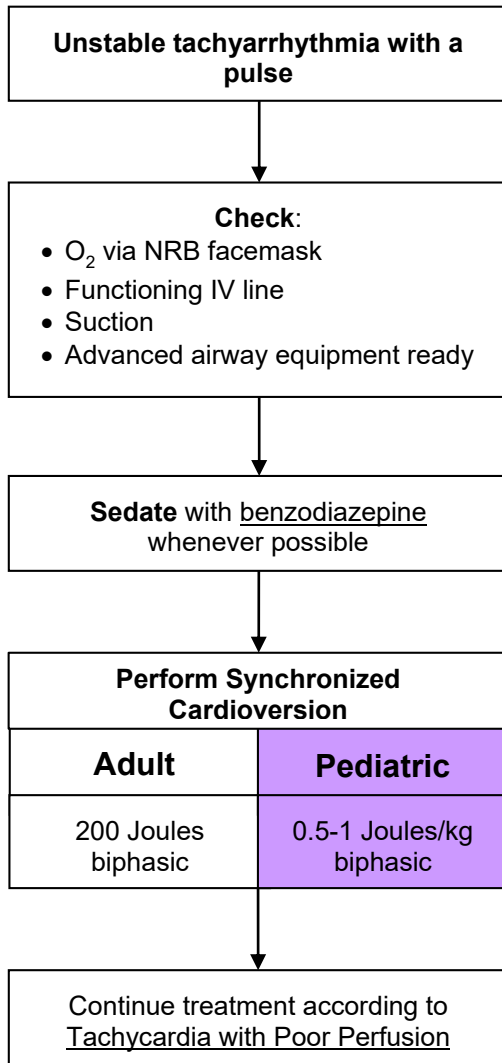 Unstable tachyarrhythmia with a
pulse
Check:
• O2 via NRB facemask
• Functioning IV line
• Suction
• Advanced airway equipment ready
Sedate with benzodiazepine
whenever possible
Perform Synchronized
Cardioversion
Adult
Pediatric
200 Joules
biphasic
0.5-1 Joules/kg
biphasic
Continue treatment according to
Tachycardia with Poor Perfusion